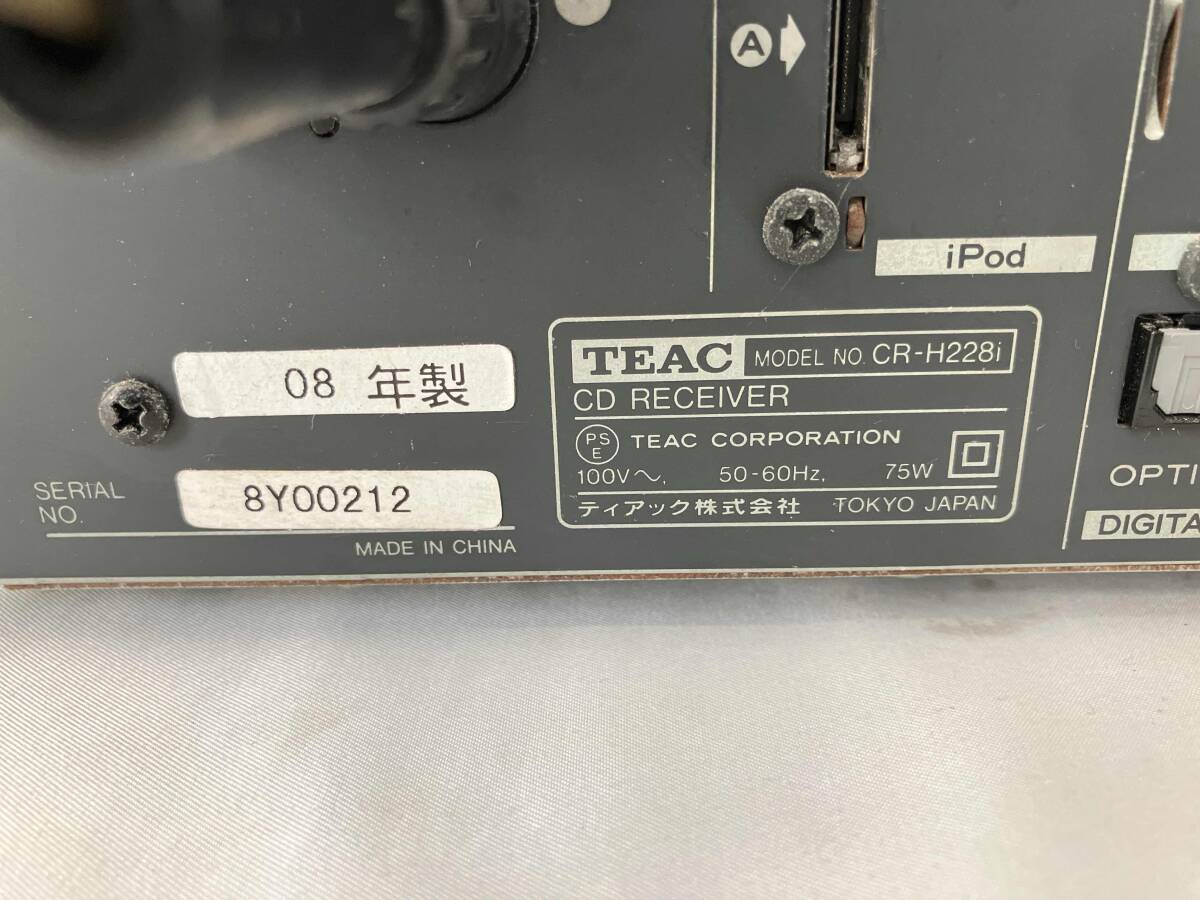 A
iPod
TEAC MODEL NO. CR-H228i
CD RECEIVER
PS
E
TEAC CORPORATION
100V～, 50-60Hz, 75W
ティアック株式会社 TOKYO JAPAN
08 年製
SERIAL
NO.
8Y00212
MADE IN CHINA
OPTI
DIGITA